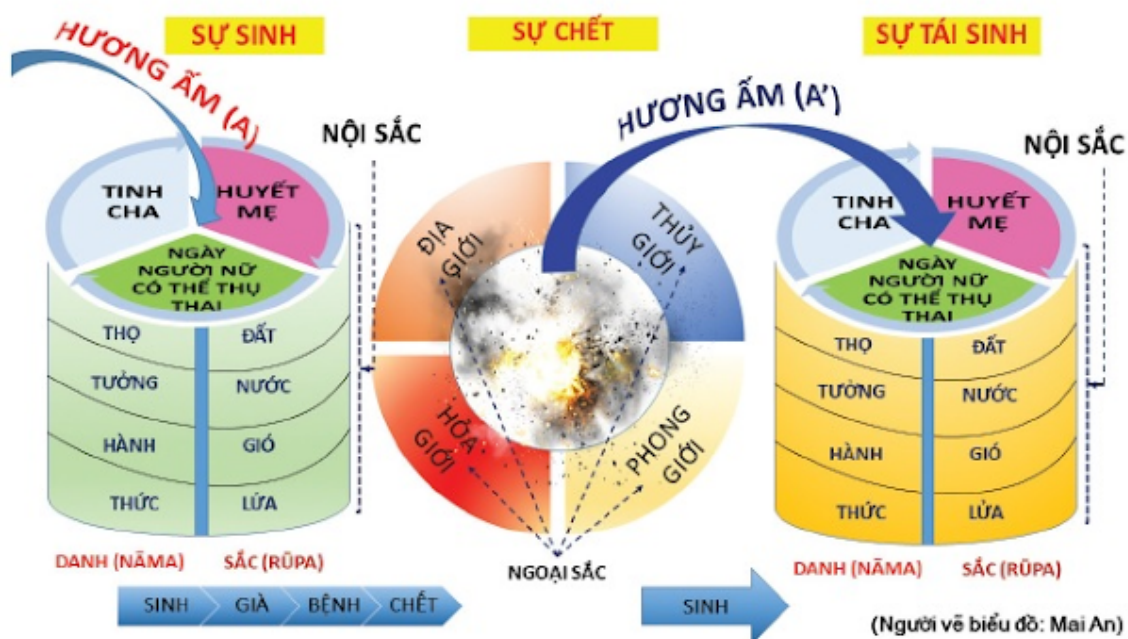 SỰ SINH
SỰ CHẾT
SỰ TÁI SINH
HƯƠNG ẤM (A)
HƯƠNG ẤM (A')
NỘI SẮC
NỘI SẮC
TINH
CHA
HUYẾT
MẸ
NGÀY
NGƯỜI NỮ
CÓ THỂ THỤ
THAI
THỌ
ĐẤT
TƯỞNG
NƯỚC
HÀNH
GIÓ
THỨC
LỬA
DANH (NĀMA)
SẮC (RŪPA)
ĐỊA
GIỚI
THỦY
GIỚI
HỎA
GIỚI
PHONG
GIỚI
NGOẠI SẮC
TINH
CHA
HUYẾT
MẸ
NGÀY
NGƯỜI NỮ
CÓ THỂ THỤ
THAI
THỌ
ĐẤT
TƯỞNG
NƯỚC
HÀNH
GIÓ
THỨC
LỬA
DANH (NĀMA)
SẮC (RŪPA)
SINH
GIÀ
BỆNH
CHẾT
SINH
(Người vẽ biểu đồ: Mai An)